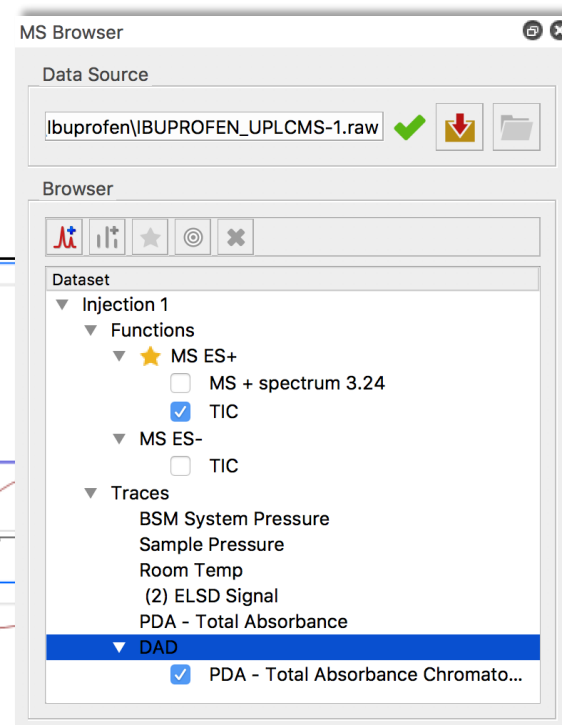 MS Browser
Data Source
Ibuprofen\IBUPROFEN_UPLCMS-1.raw
Browser
Dataset
Injection 1
Functions
MS ES+
MS + spectrum 3.24
TIC
MS ES-
TIC
Traces
BSM System Pressure
Sample Pressure
Room Temp
(2) ELSD Signal
PDA - Total Absorbance
DAD
PDA - Total Absorbance Chromato...